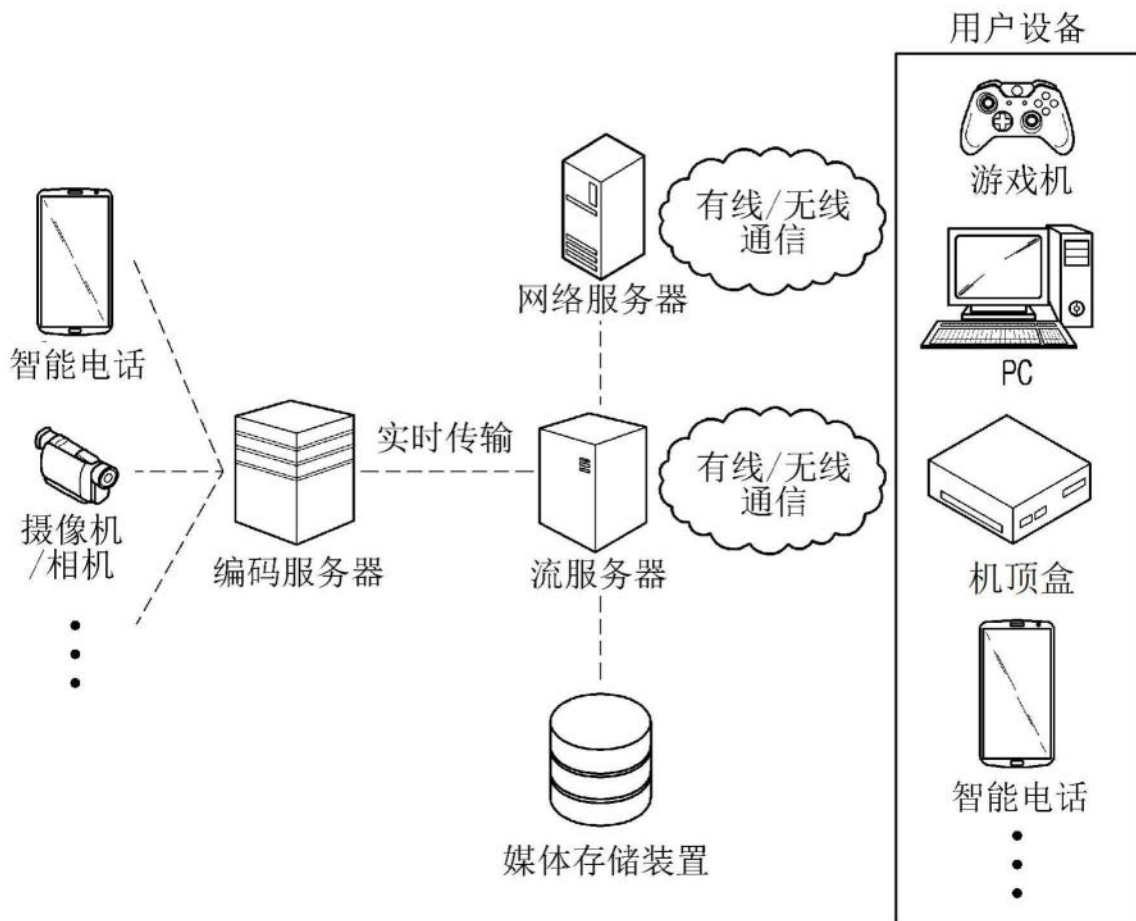 用户设备
游戏机
有线/无线
通信
网络服务器
PC
智能电话
实时传输
有线/无线
通信
摄像机
/相机
编码服务器
流服务器
机顶盒
智能电话
媒体存储装置